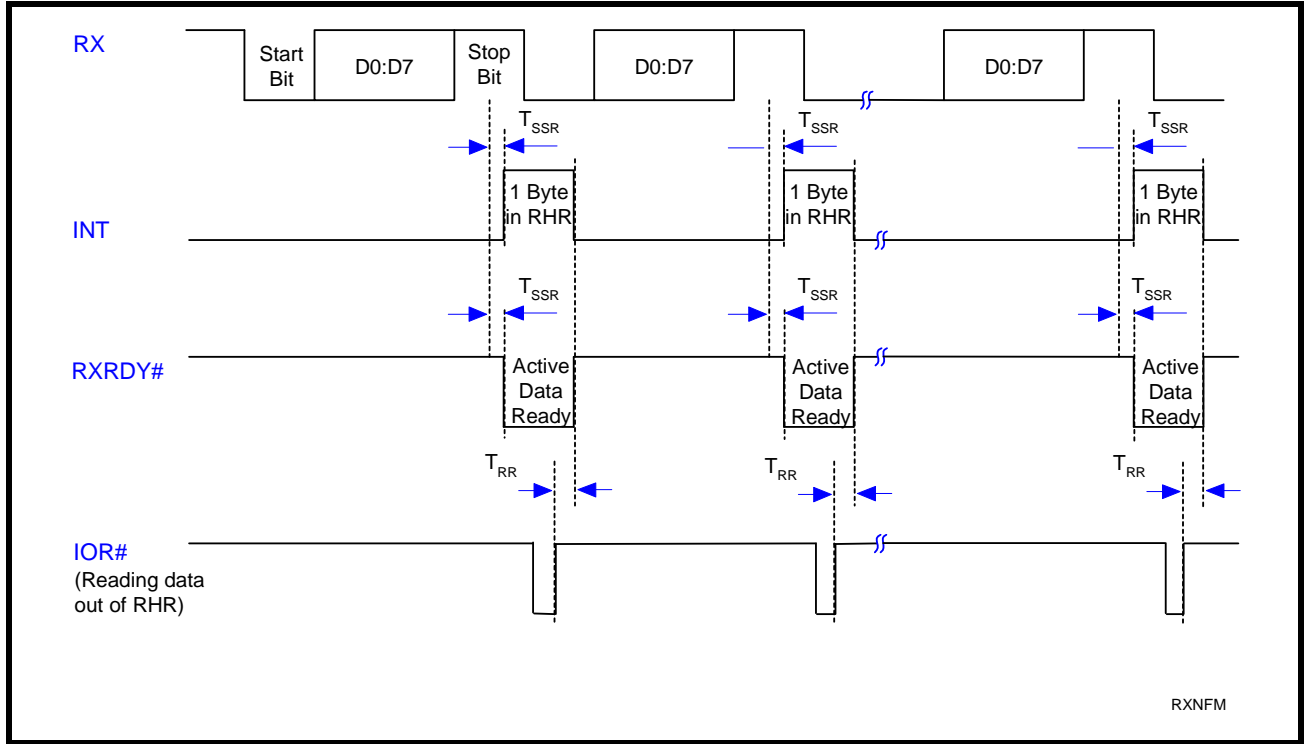 RX
Start
Bit
D0:D7
Stop
Bit
D0:D7
D0:D7
TSSR
TSSR
TSSR
INT
1 Byte
in RHR
1 Byte
in RHR
1 Byte
in RHR
TSSR
TSSR
TSSR
RXRDY#
Active
Data
Ready
Active
Data
Ready
Active
Data
Ready
TRR
TRR
TRR
IOR#
(Reading data
out of RHR)
RXNFM